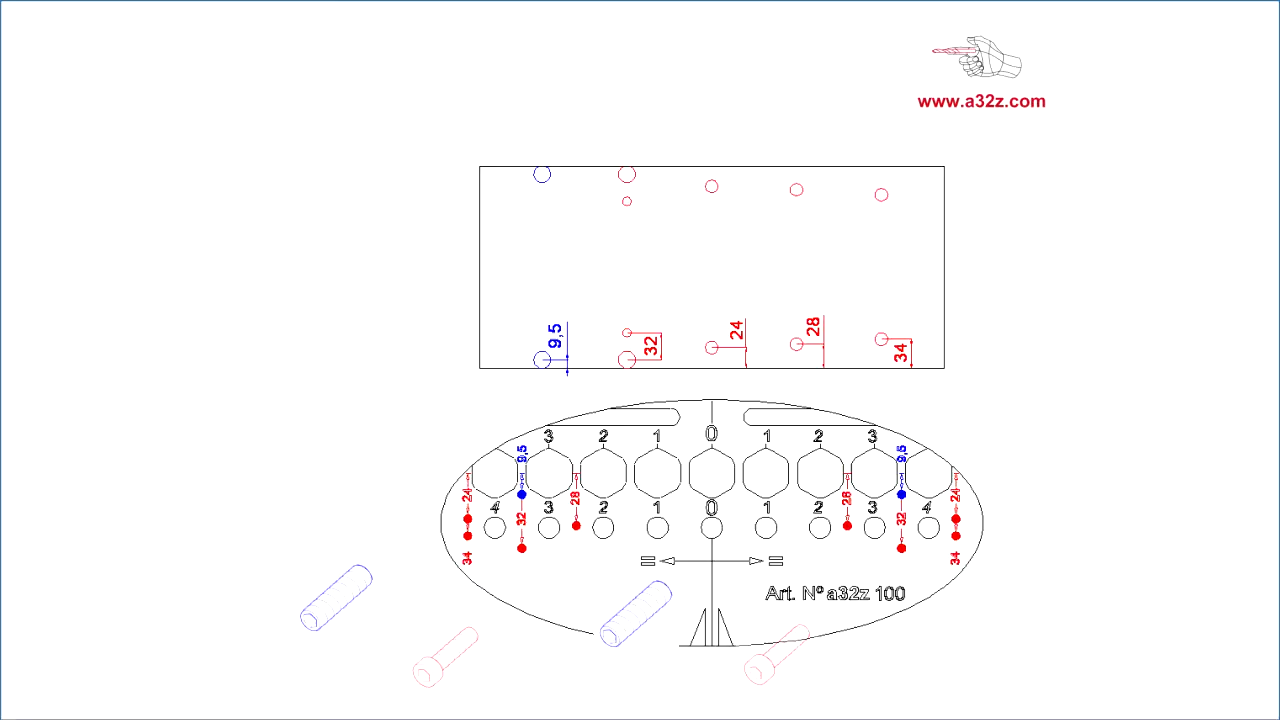 www.a32z.com
9,5
32
24
28
34
3 2 1 0 1 2 3
9,5 9,5
24 28 28 24
4 3 2 1 0 1 2 3 4
32 32
34 34
= =
Art. Nº a32z 100